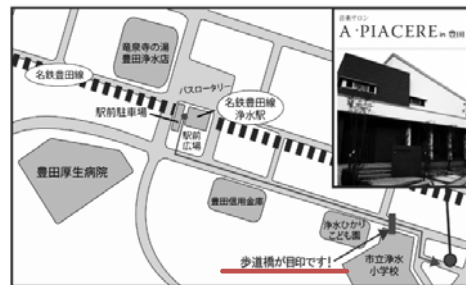 音楽サロン
A・PIACERE in 豊田
竜泉寺の湯
豊田浄水店
名鉄豊田線
バスロータリー
名鉄豊田線
浄水駅
駅前駐車場
駅前
広場
豊田厚生病院
豊田信用金庫
浄水ひかり
こども園
歩道橋が目印です!
市立浄水
小学校